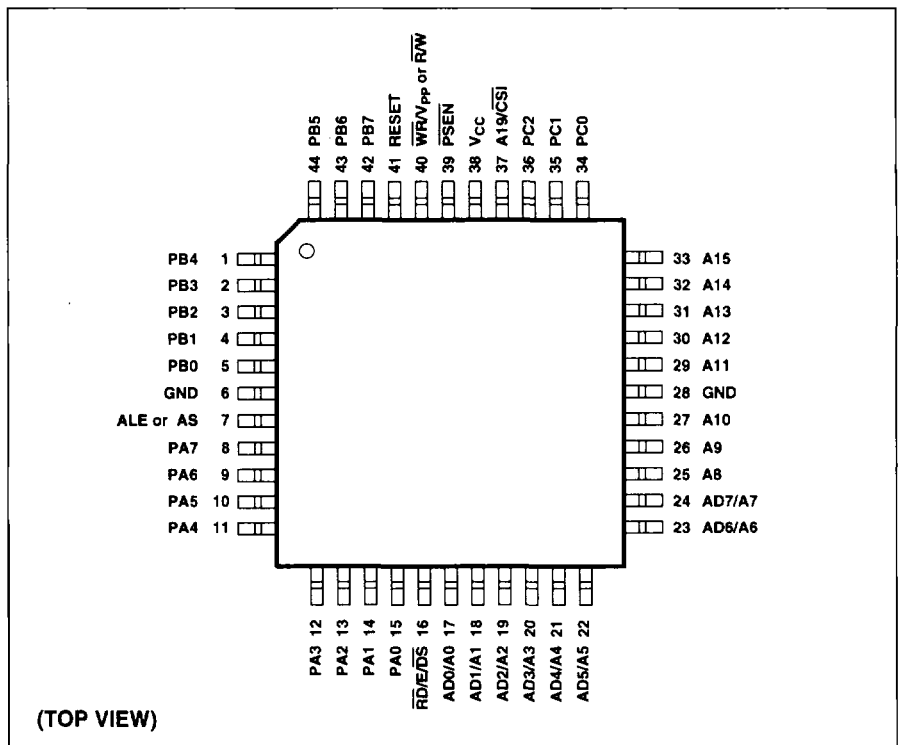 44 PB5
43 PB6
42 PB7
41 RESET
40 W̅R̅/Vpp or R/W̅
39 P̅S̅E̅N̅
38 Vcc
37 A19/C̅S̅I̅
36 PC2
35 PC1
34 PC0
PB4 1
PB3 2
PB2 3
PB1 4
PB0 5
GND 6
ALE or AS 7
PA7 8
PA6 9
PA5 10
PA4 11
33 A15
32 A14
31 A13
30 A12
29 A11
28 GND
27 A10
26 A9
25 A8
24 AD7/A7
23 AD6/A6
PA3 12
PA2 13
PA1 14
PA0 15
R̅D̅/E/D̅S̅ 16
AD0/A0 17
AD1/A1 18
AD2/A2 19
AD3/A3 20
AD4/A4 21
AD5/A5 22
(TOP VIEW)